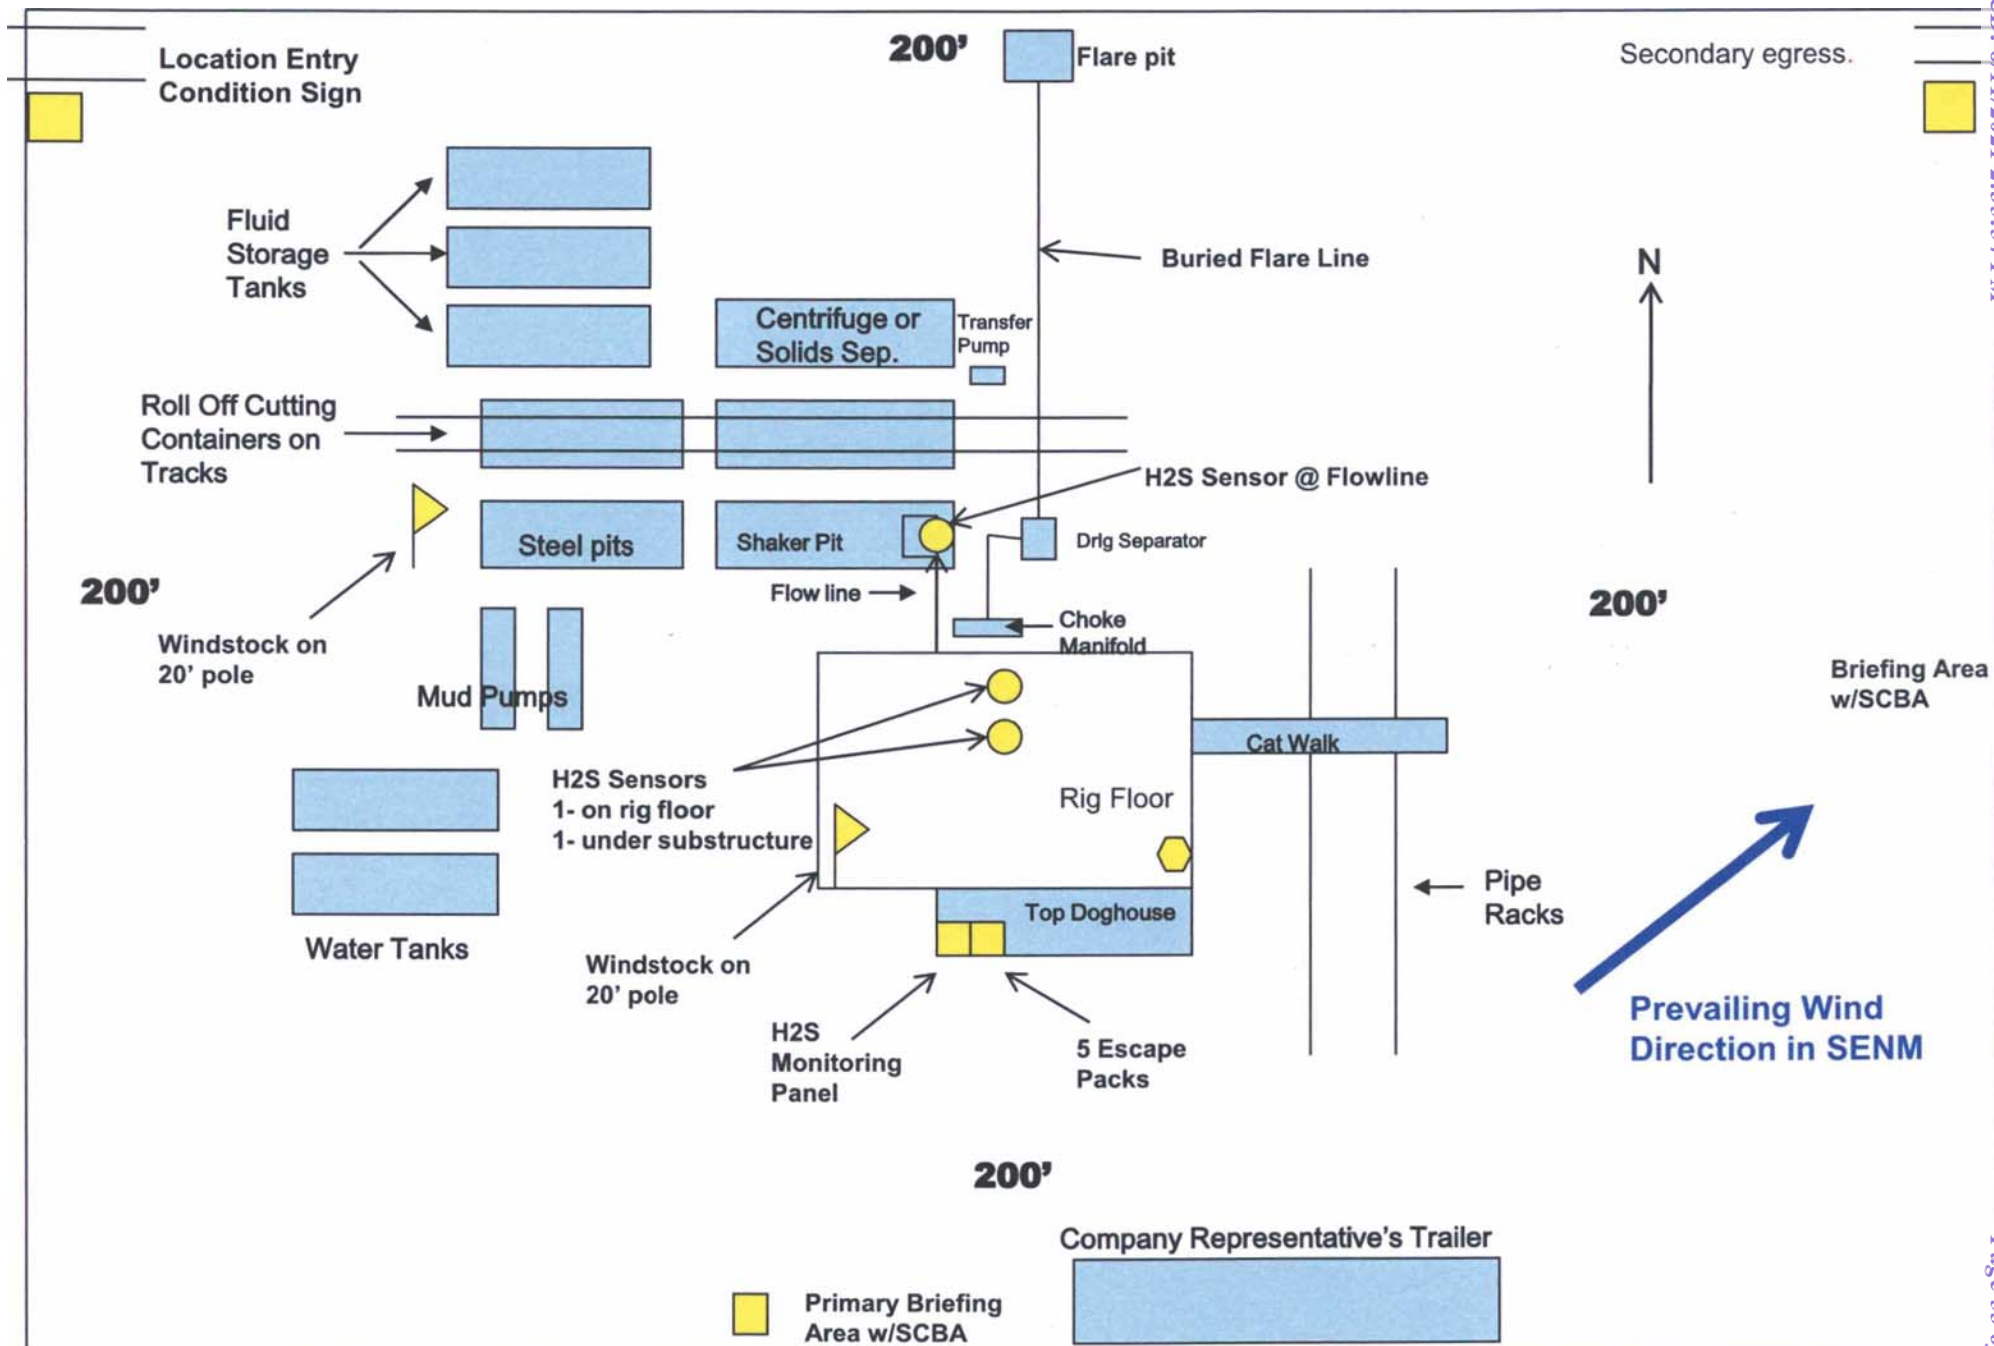 Location Entry
Condition Sign
200'
Flare pit
Secondary egress.
Fluid
Storage
Tanks
Buried Flare Line
N
Centrifuge or
Solids Sep.
Transfer
Pump
Roll Off Cutting
Containers on
Tracks
H2S Sensor @ Flowline
Steel pits
Shaker Pit
Drlg Separator
200'
Flow line
200'
Choke
Manifold
Windstock on
20' pole
Briefing Area
w/SCBA
Mud Pumps
Cat Walk
H2S Sensors
1- on rig floor
1- under substructure
Rig Floor
Pipe
Racks
Top Doghouse
Water Tanks
Windstock on
20' pole
Prevailing Wind
Direction in SENM
H2S
Monitoring
Panel
5 Escape
Packs
200'
Company Representative's Trailer
Primary Briefing
Area w/SCBA